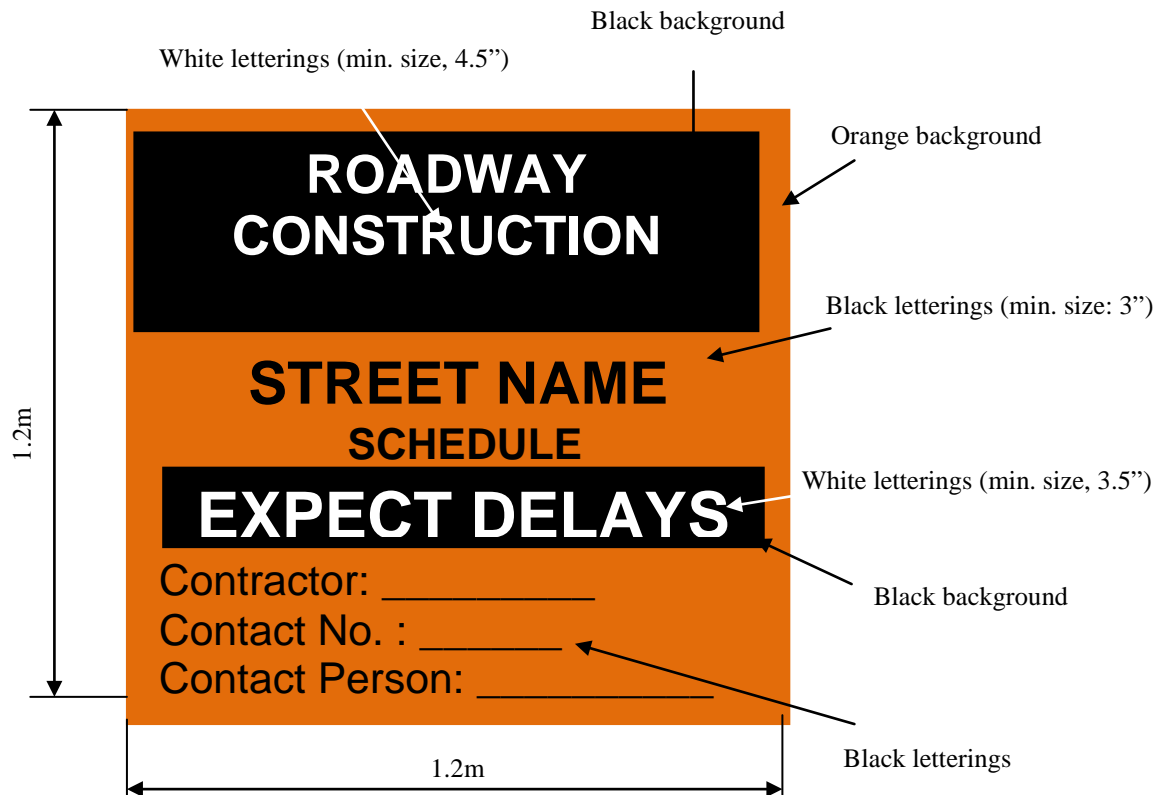 Black background
White letterings (min. size, 4.5”)
Orange background
ROADWAY
CONSTRUCTION
Black letterings (min. size: 3”)
STREET NAME
1.2m
SCHEDULE
White letterings (min. size, 3.5”)
EXPECT DELAYS
Contractor: _________
Black background
Contact No. : ______
Contact Person: __________
Black letterings
1.2m